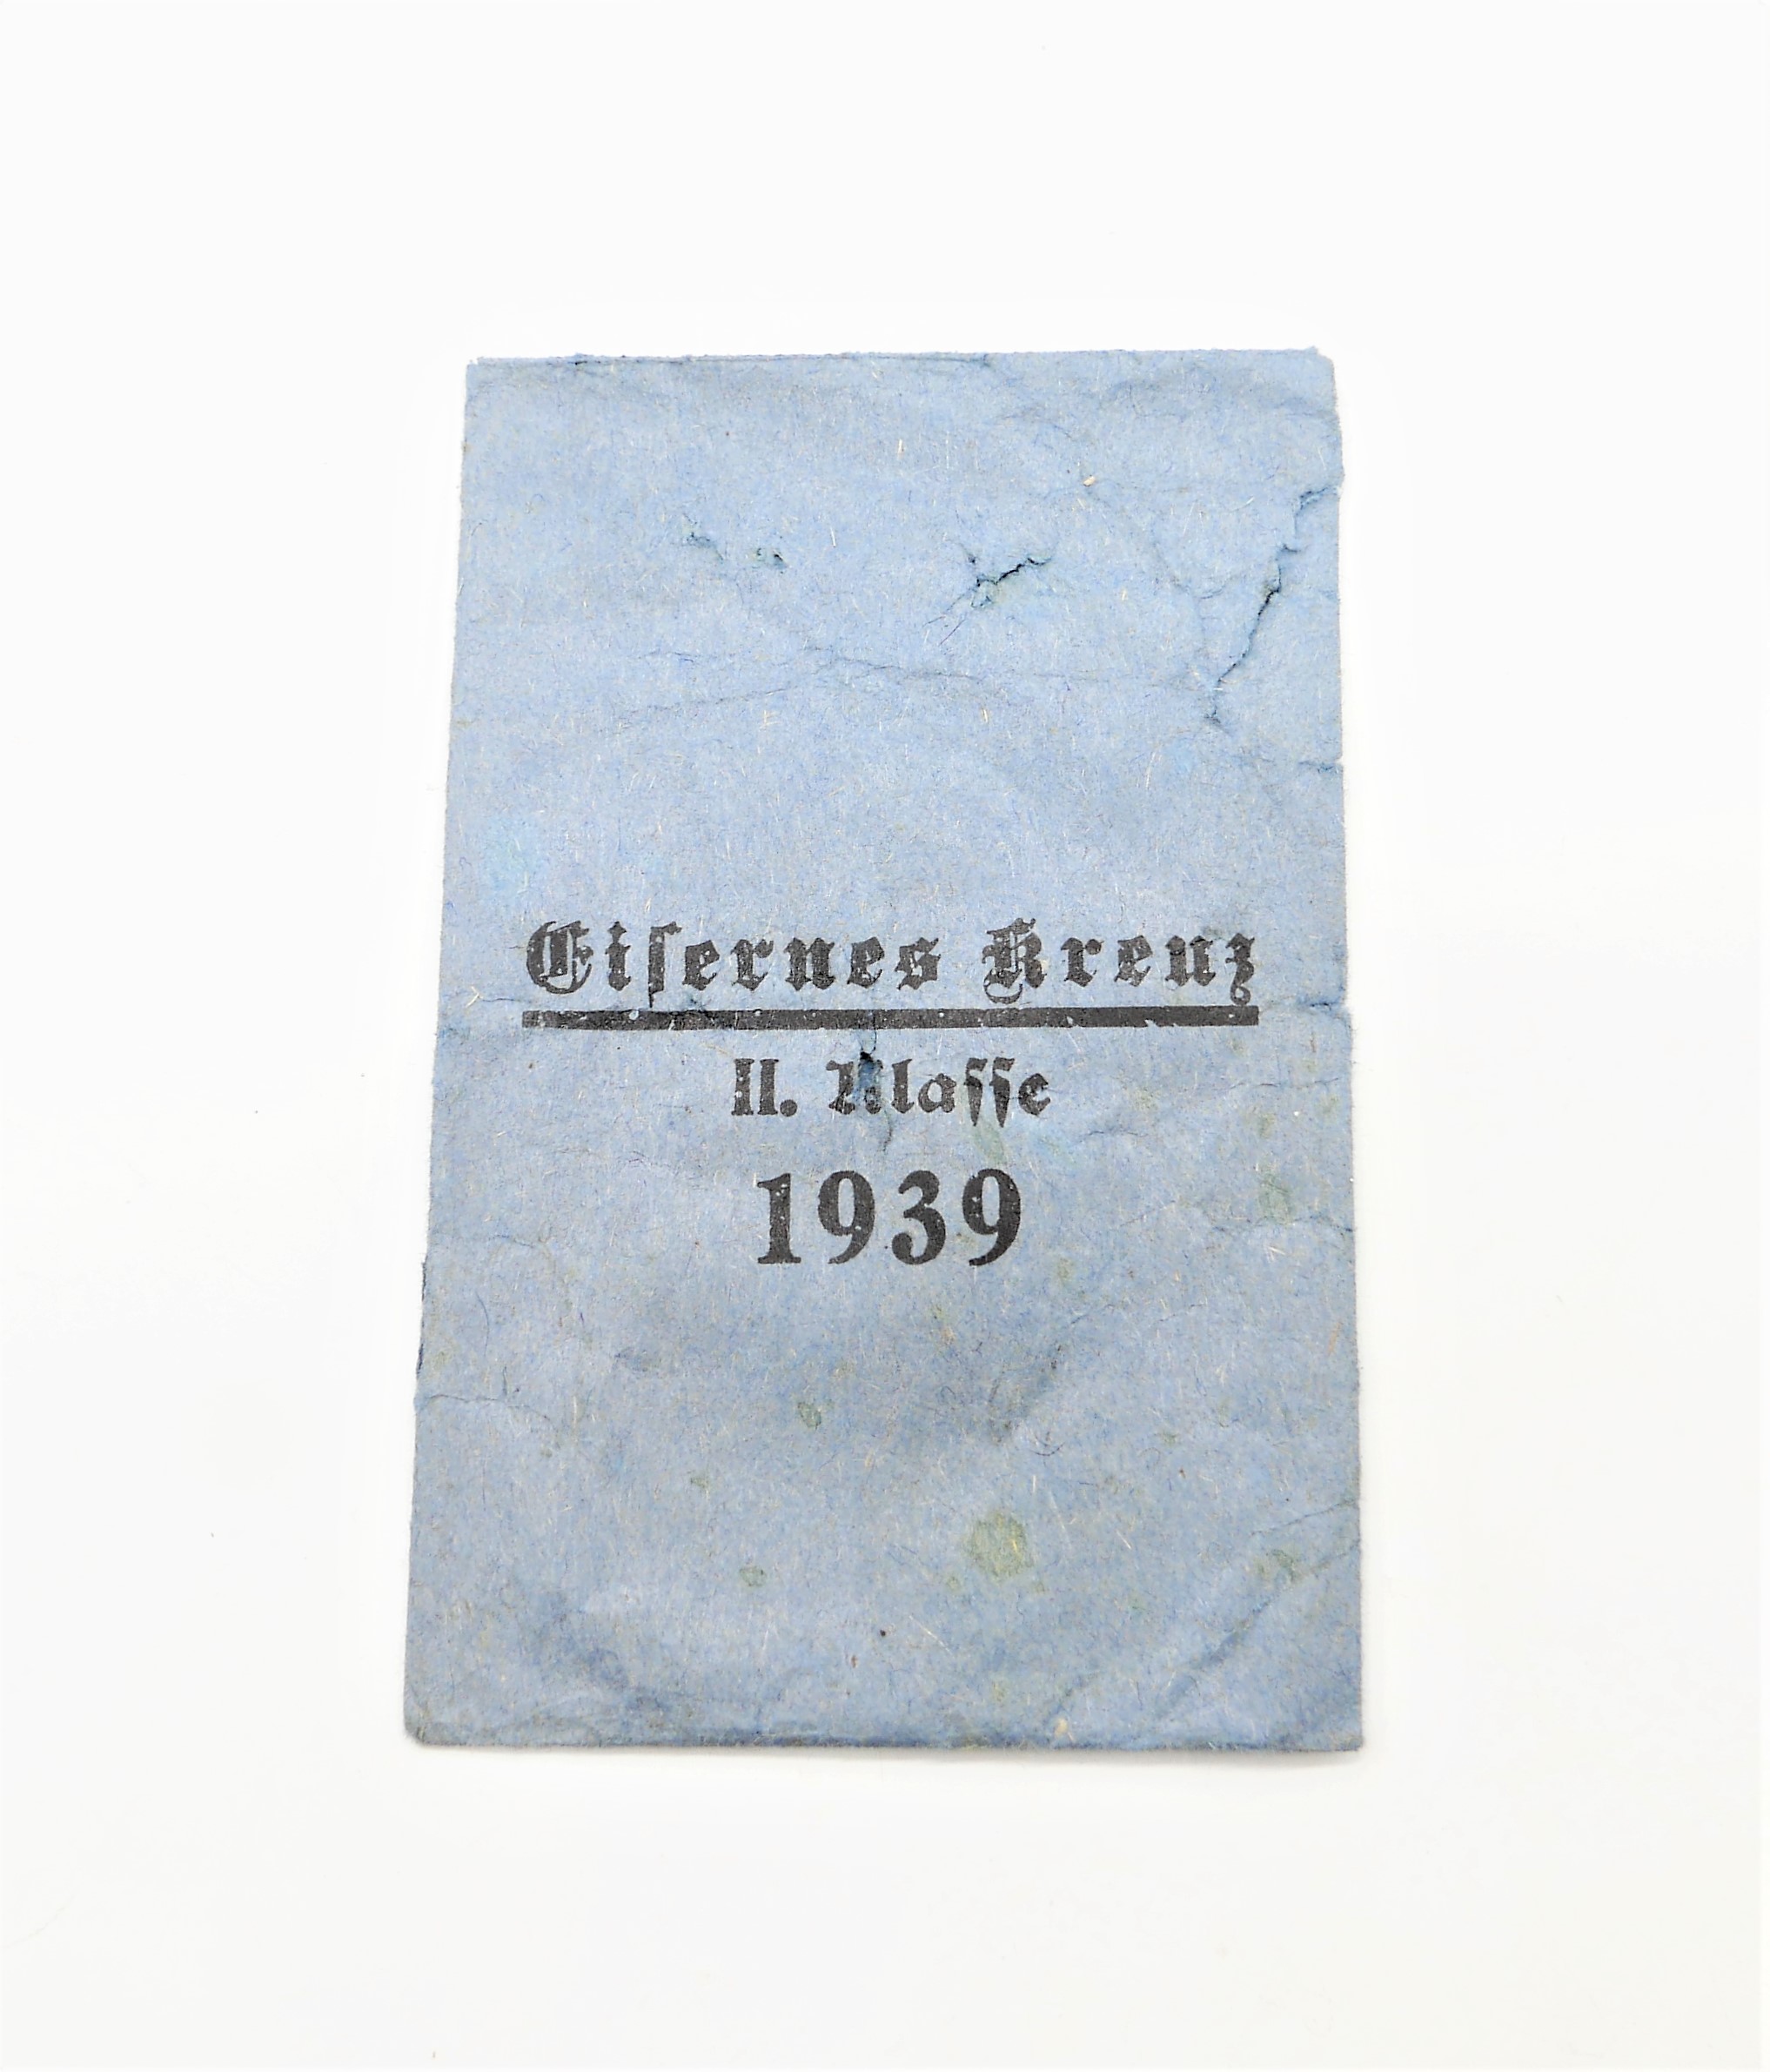 Eiſernes Kreuz
II. Klaſſe
1939